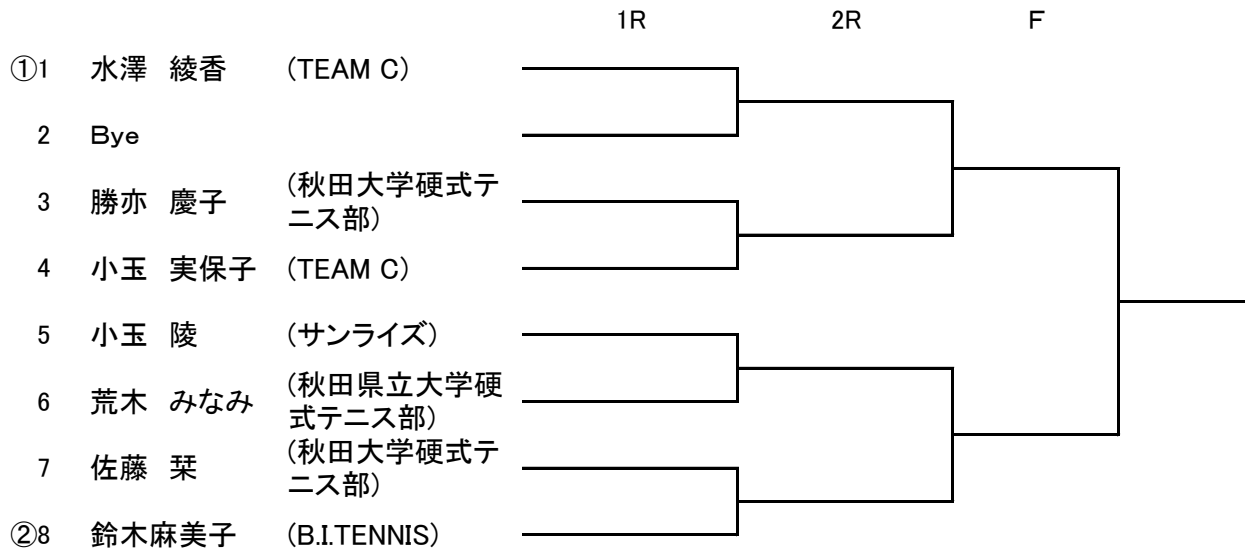 1R 2R F
①1 水澤 綾香 (TEAM C)
2 Bye
3 勝亦 慶子 (秋田大学硬式テ
ニス部)
4 小玉 実保子 (TEAM C)
5 小玉 陵 (サンライズ)
6 荒木 みなみ (秋田県立大学硬
式テニス部)
7 佐藤 栞 (秋田大学硬式テ
ニス部)
②8 鈴木麻美子 (B.I.TENNIS)